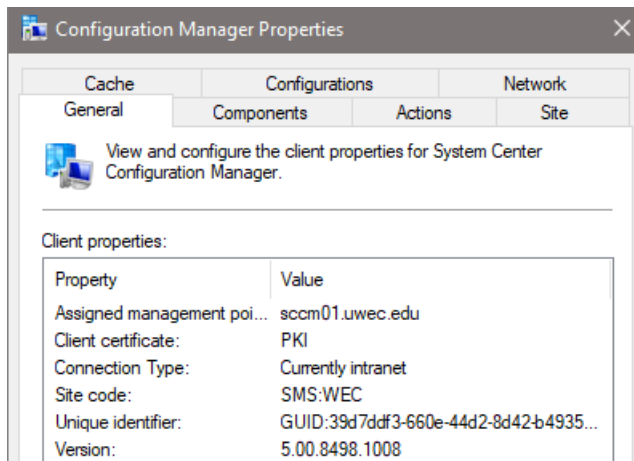 Configuration Manager Properties
Cache Configurations Network
General Components Actions Site
View and configure the client properties for System Center
Configuration Manager.
Client properties:
Property Value
Assigned management poi... sccm01.uwec.edu
Client certificate: PKI
Connection Type: Currently intranet
Site code: SMS:WEC
Unique identifier: GUID:39d7ddf3-660e-44d2-8d42-b4935...
Version: 5.00.8498.1008